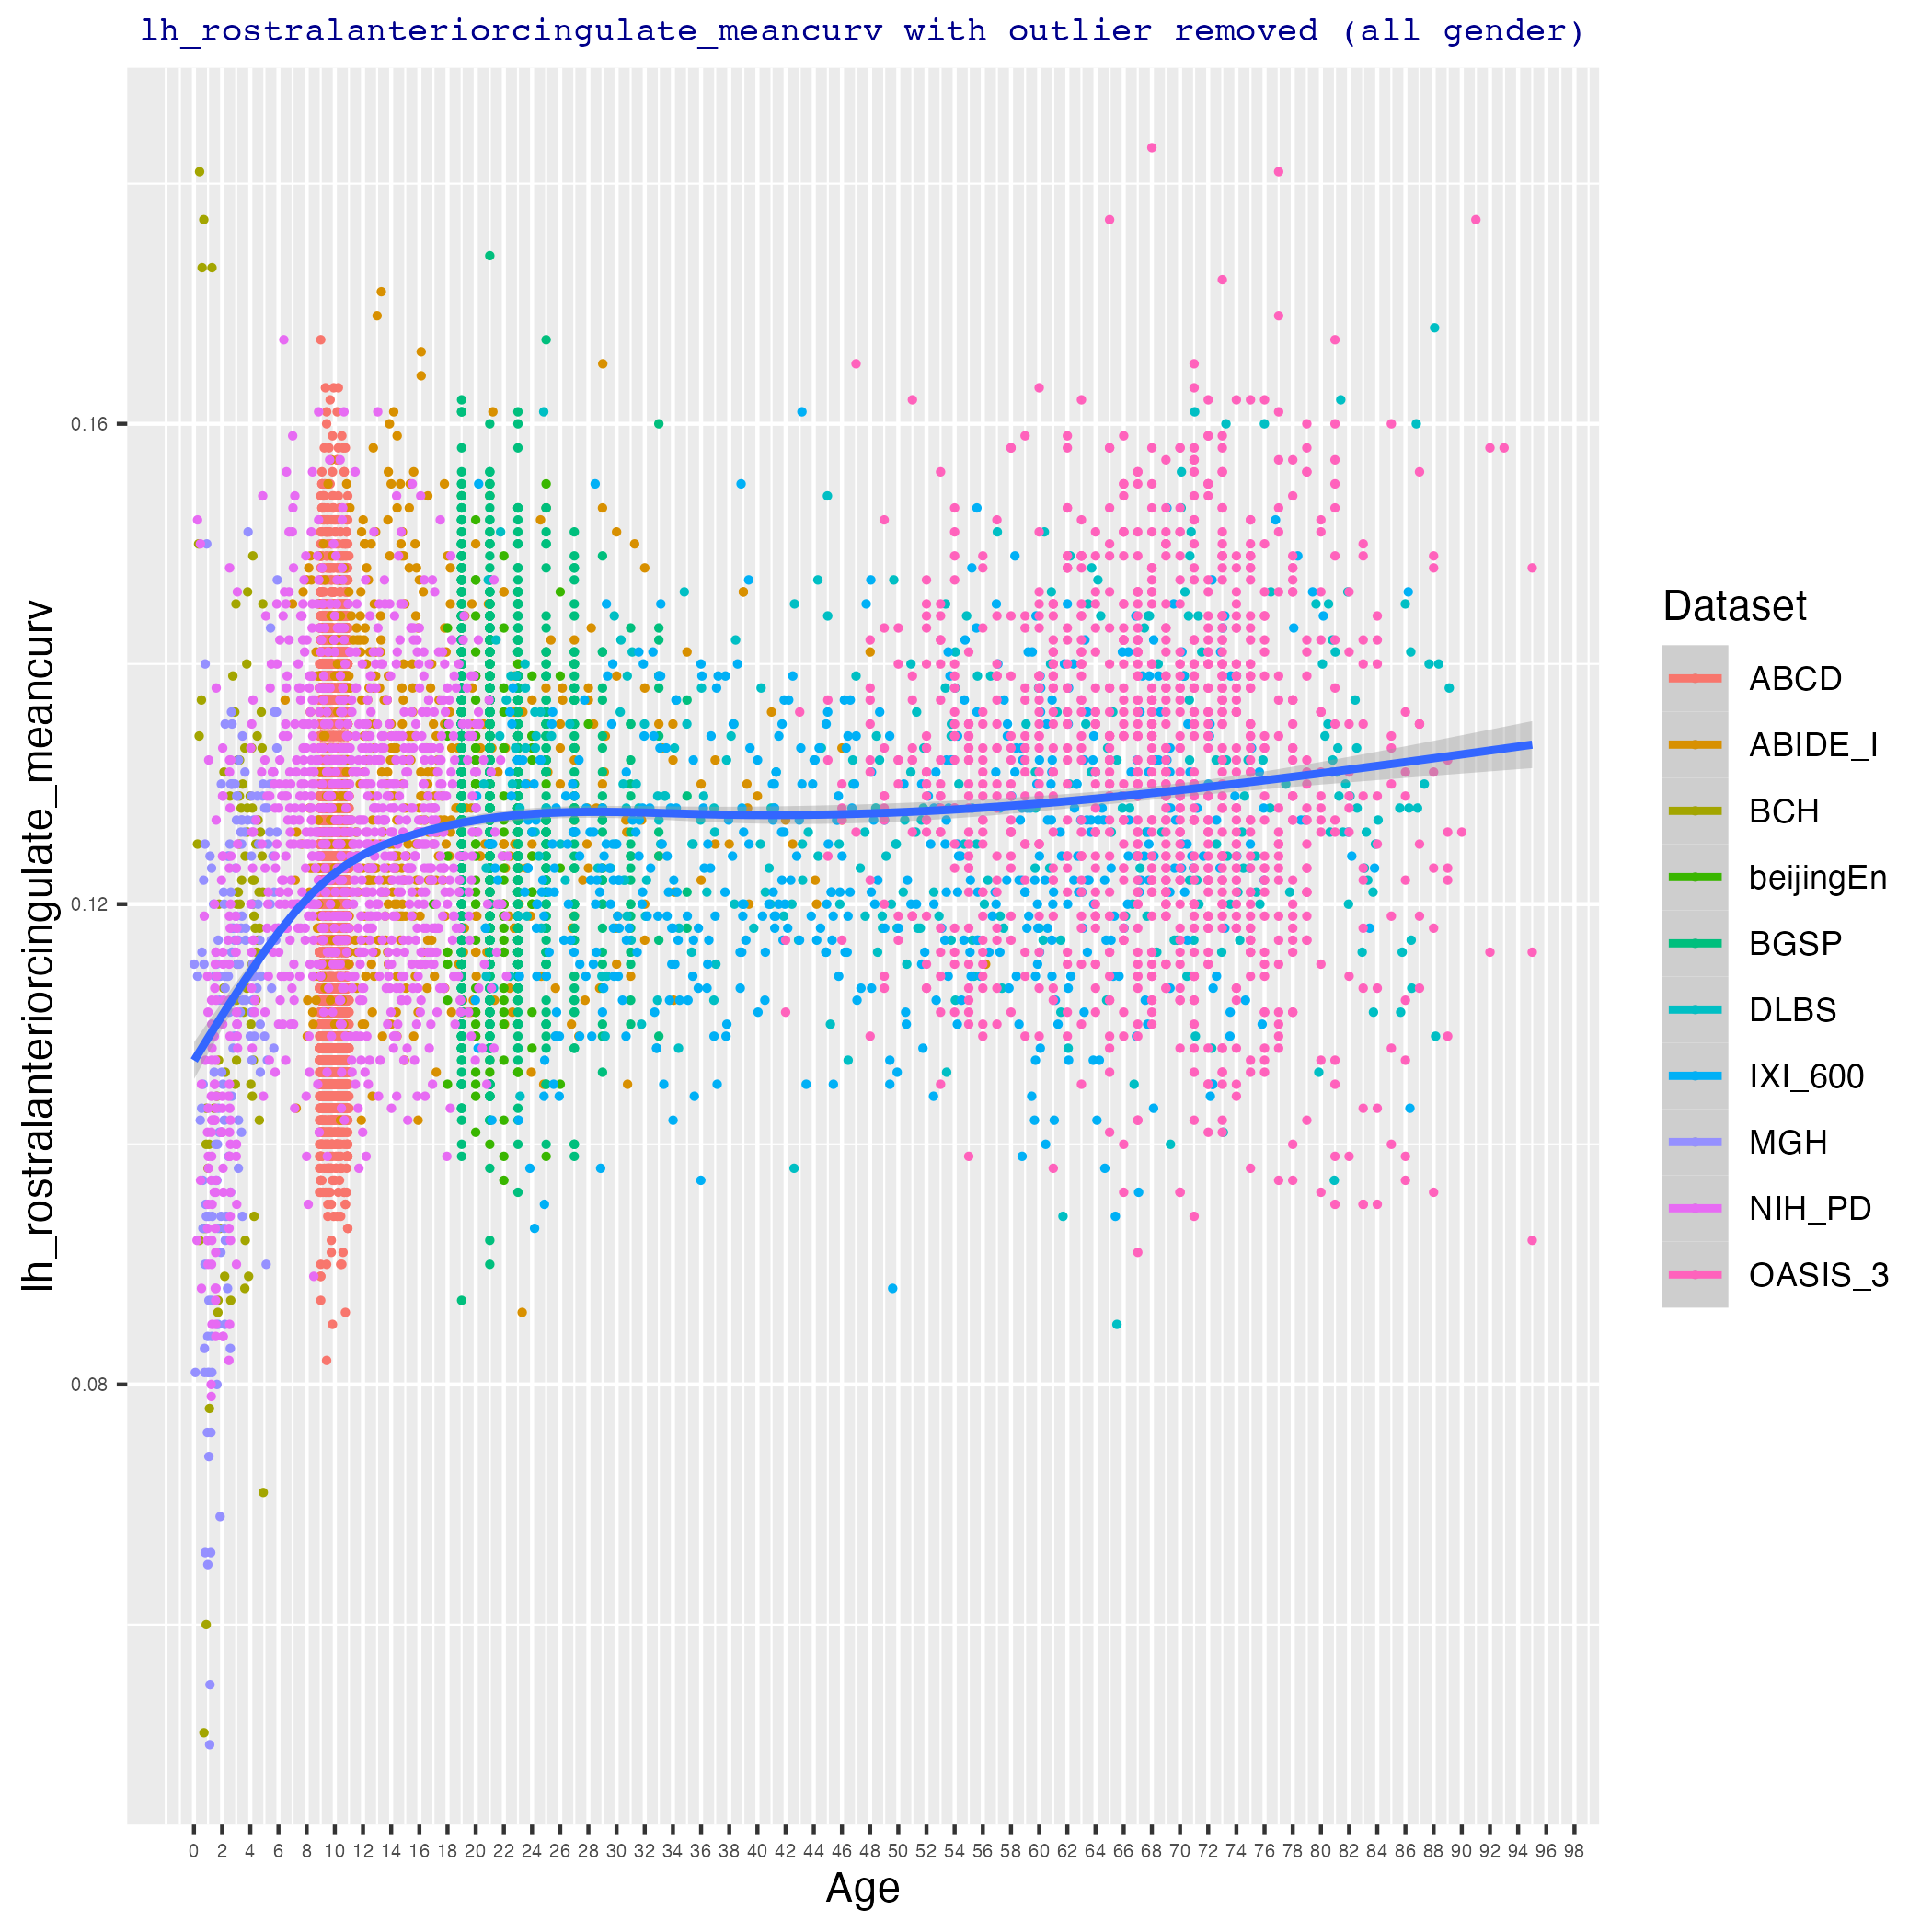 lh_rostralanteriorcingulate_meancurv with outlier removed (all gender)
lh_rostralanteriorcingulate_meancurv
0.16
0.12
0.08
0 2 4 6 8 10 12 14 16 18 20 22 24 26 28 30 32 34 36 38 40 42 44 46 48 50 52 54 56 58 60 62 64 66 68 70 72 74 76 78 80 82 84 86 88 90 92 94 96 98
Age
Dataset
ABCD
ABIDE_I
BCH
beijingEn
BGSP
DLBS
IXI_600
MGH
NIH_PD
OASIS_3